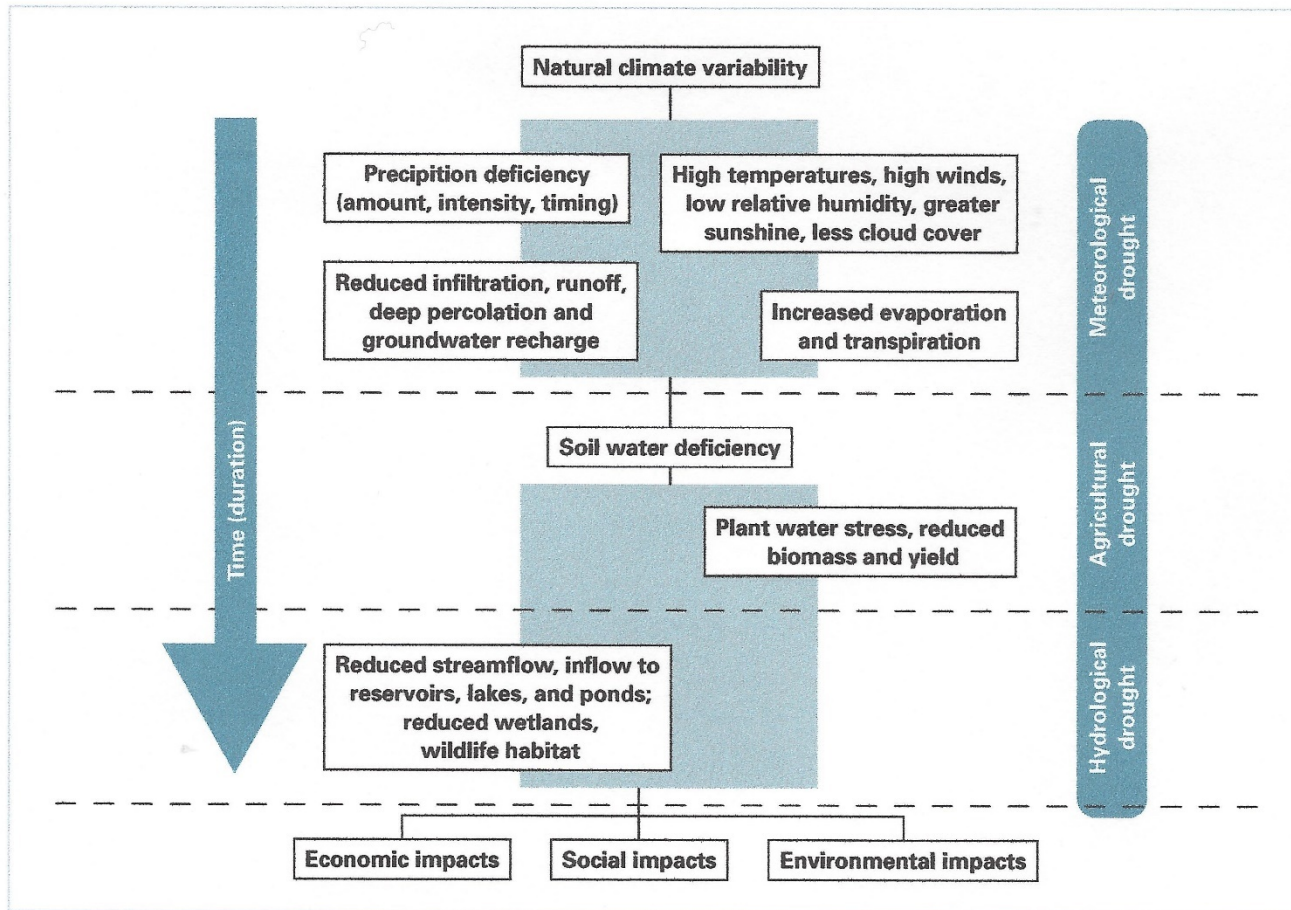 Natural climate variability
Precipition deficiency
(amount, intensity, timing)
High temperatures, high winds,
low relative humidity, greater
sunshine, less cloud cover
Reduced infiltration, runoff,
deep percolation and
groundwater recharge
Increased evaporation
and transpiration
Meteorological
drought
Time (duration)
Soil water deficiency
Plant water stress, reduced
biomass and yield
Agricultural
drought
Reduced streamflow, inflow to
reservoirs, lakes, and ponds;
reduced wetlands,
wildlife habitat
Hydrological
drought
Economic impacts
Social impacts
Environmental impacts